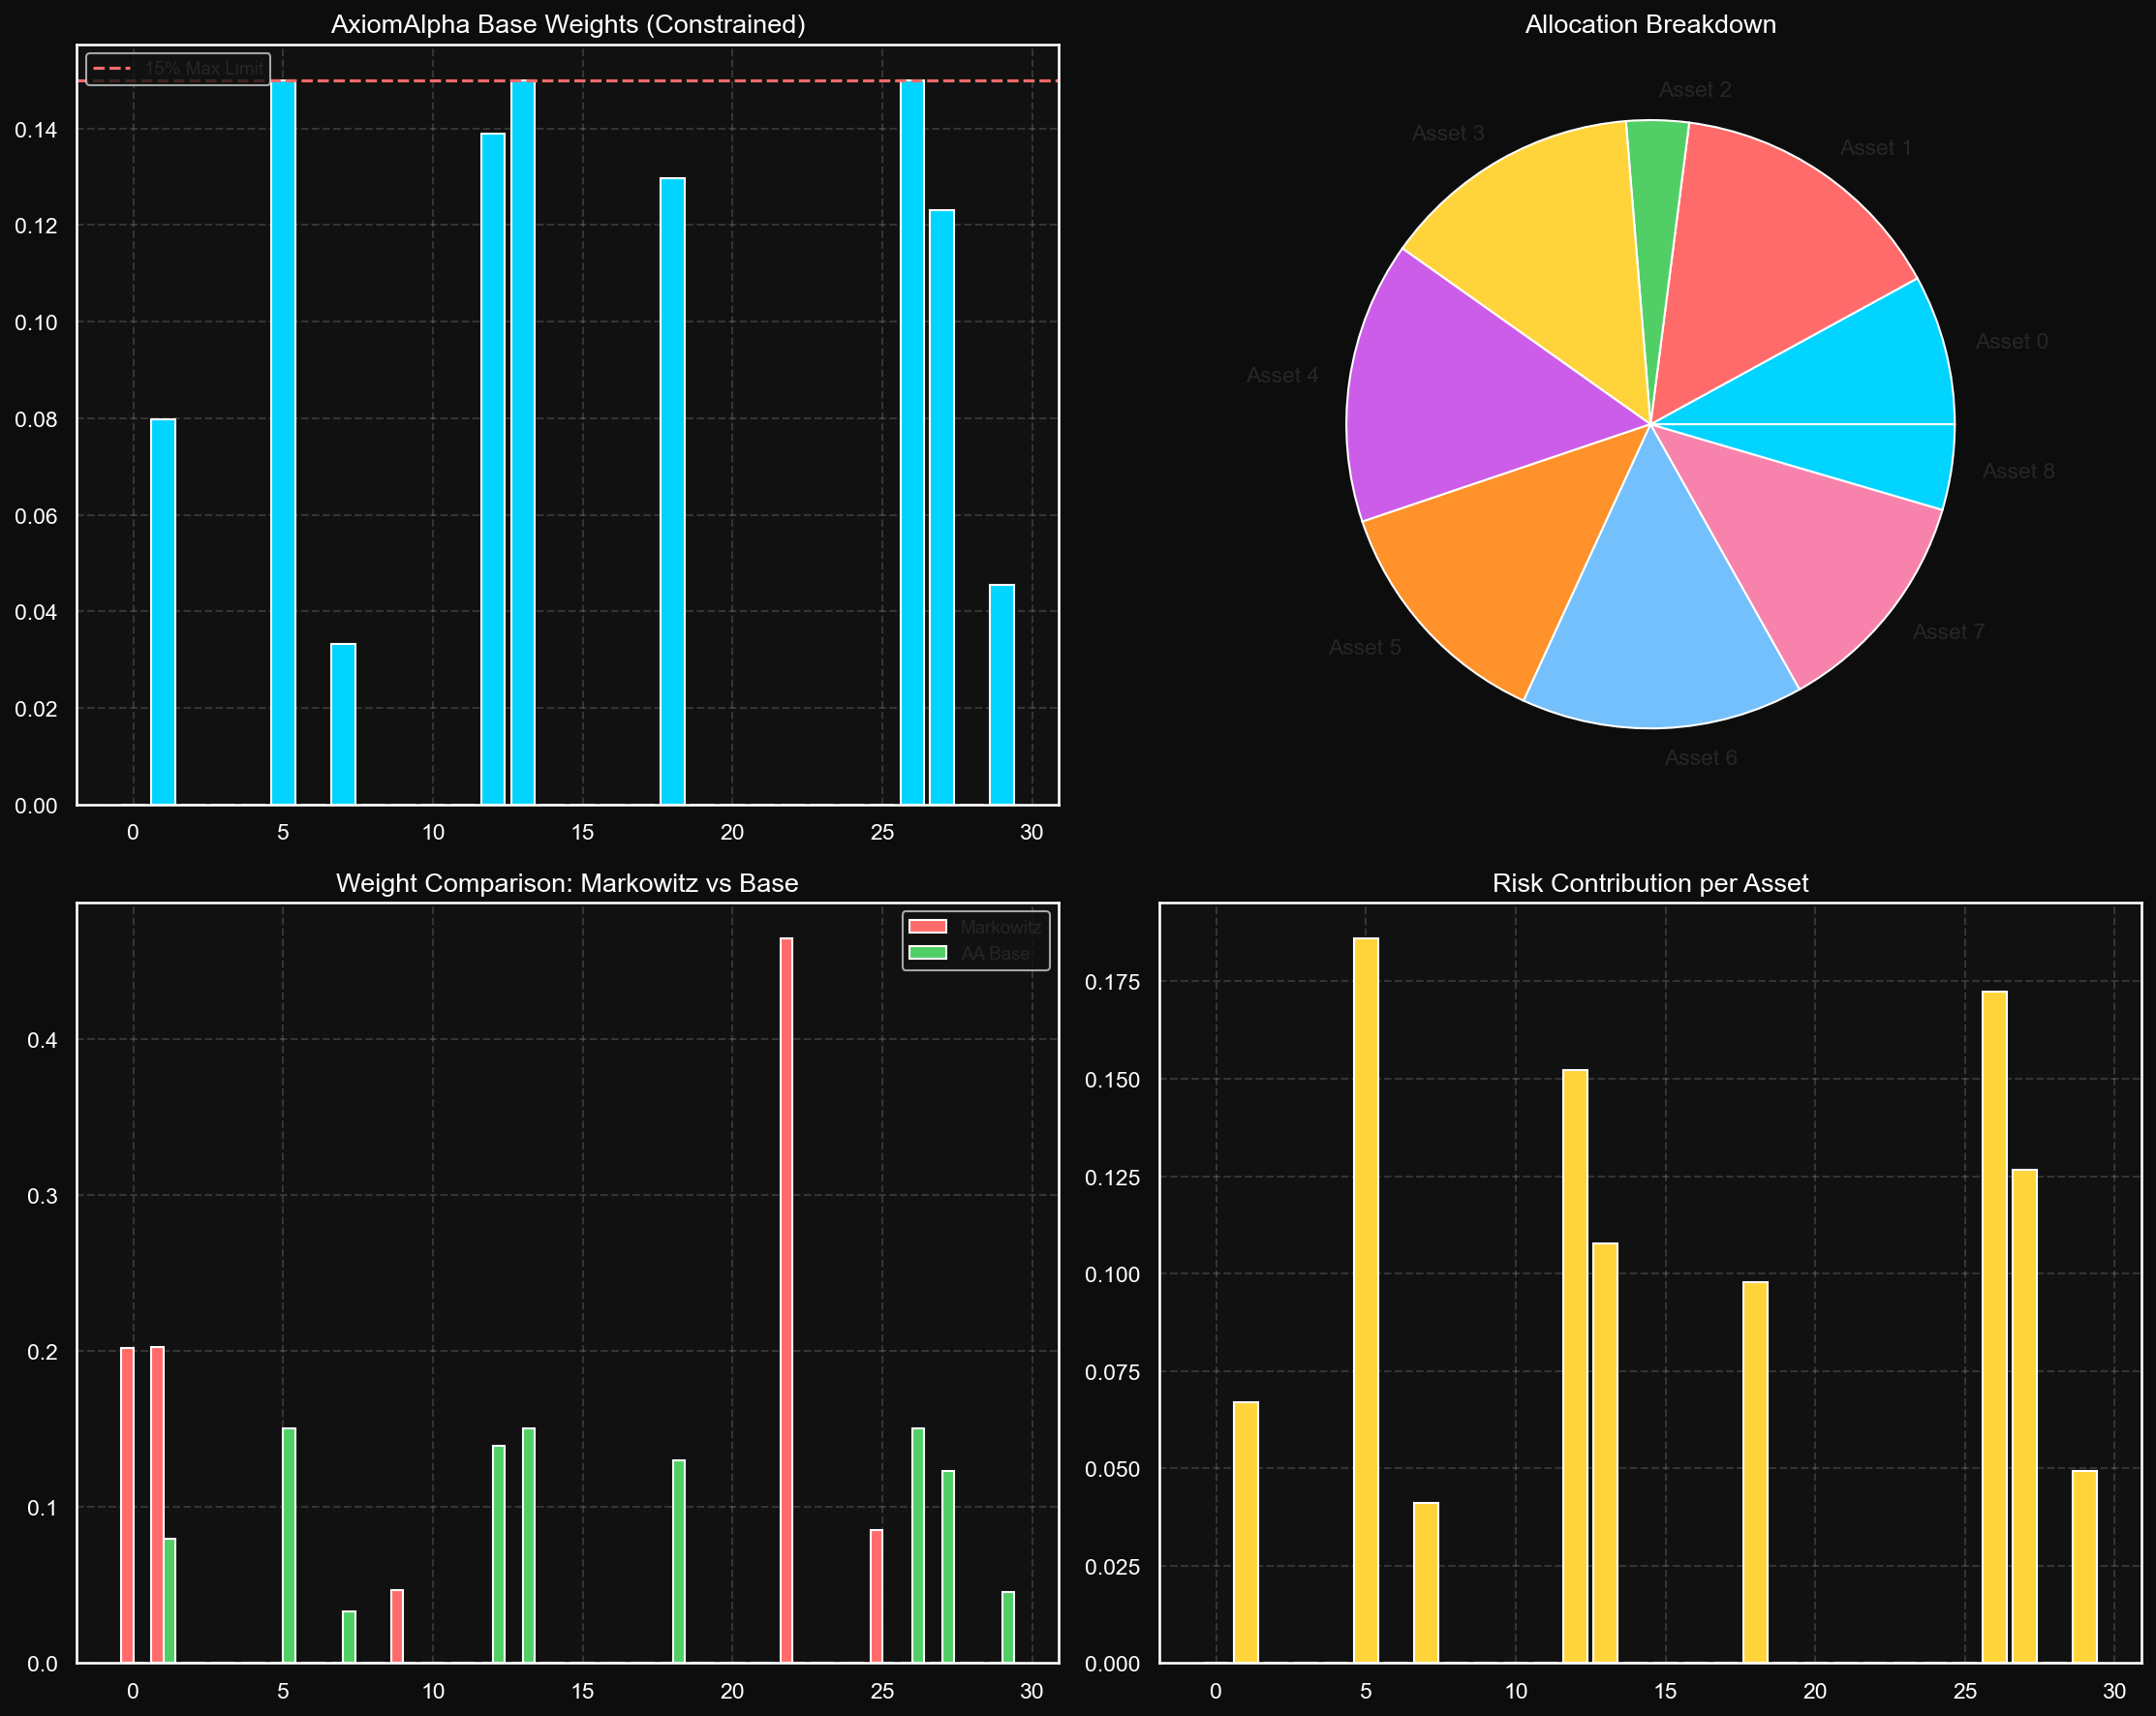 AxiomAlpha Base Weights (Constrained)
15% Max Limit
0.14
0.12
0.10
0.08
0.06
0.04
0.02
0.00
0 5 10 15 20 25 30
Allocation Breakdown
Asset 2
Asset 3
Asset 1
Asset 0
Asset 4
Asset 8
Asset 7
Asset 5
Asset 6
Weight Comparison: Markowitz vs Base
Markowitz
AA Base
0.4
0.3
0.2
0.1
0.0
0 5 10 15 20 25 30
Risk Contribution per Asset
0.175
0.150
0.125
0.100
0.075
0.050
0.025
0.000
0 5 10 15 20 25 30